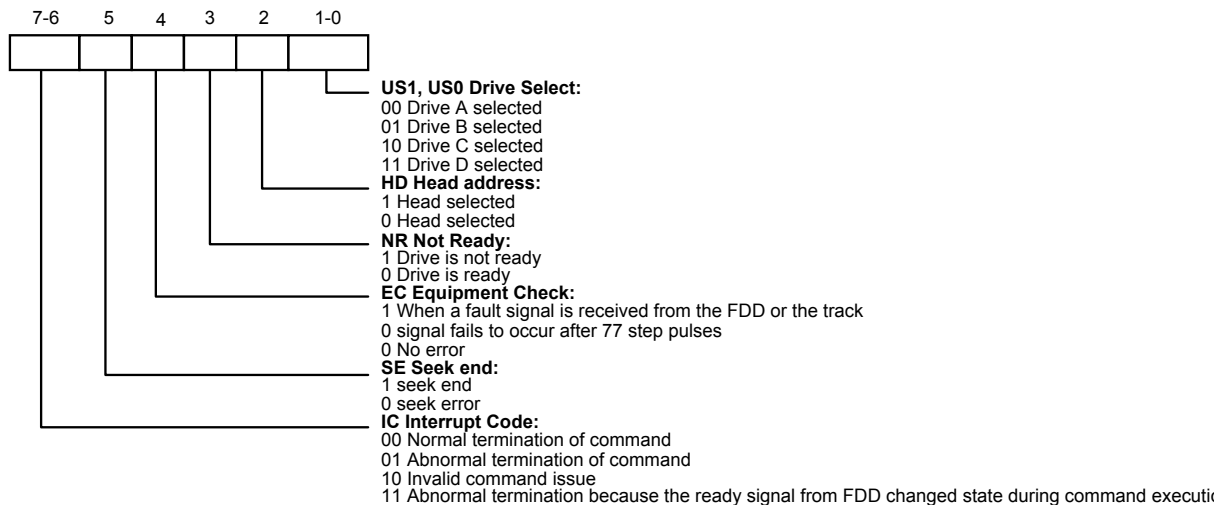 7-6 5 4 3 2 1-0
US1, US0 Drive Select:
00 Drive A selected
01 Drive B selected
10 Drive C selected
11 Drive D selected
HD Head address:
1 Head selected
0 Head selected
NR Not Ready:
1 Drive is not ready
0 Drive is ready
EC Equipment Check:
1 When a fault signal is received from the FDD or the track
0 signal fails to occur after 77 step pulses
0 No error
SE Seek end:
1 seek end
0 seek error
IC Interrupt Code:
00 Normal termination of command
01 Abnormal termination of command
10 Invalid command issue
11 Abnormal termination because the ready signal from FDD changed state during command